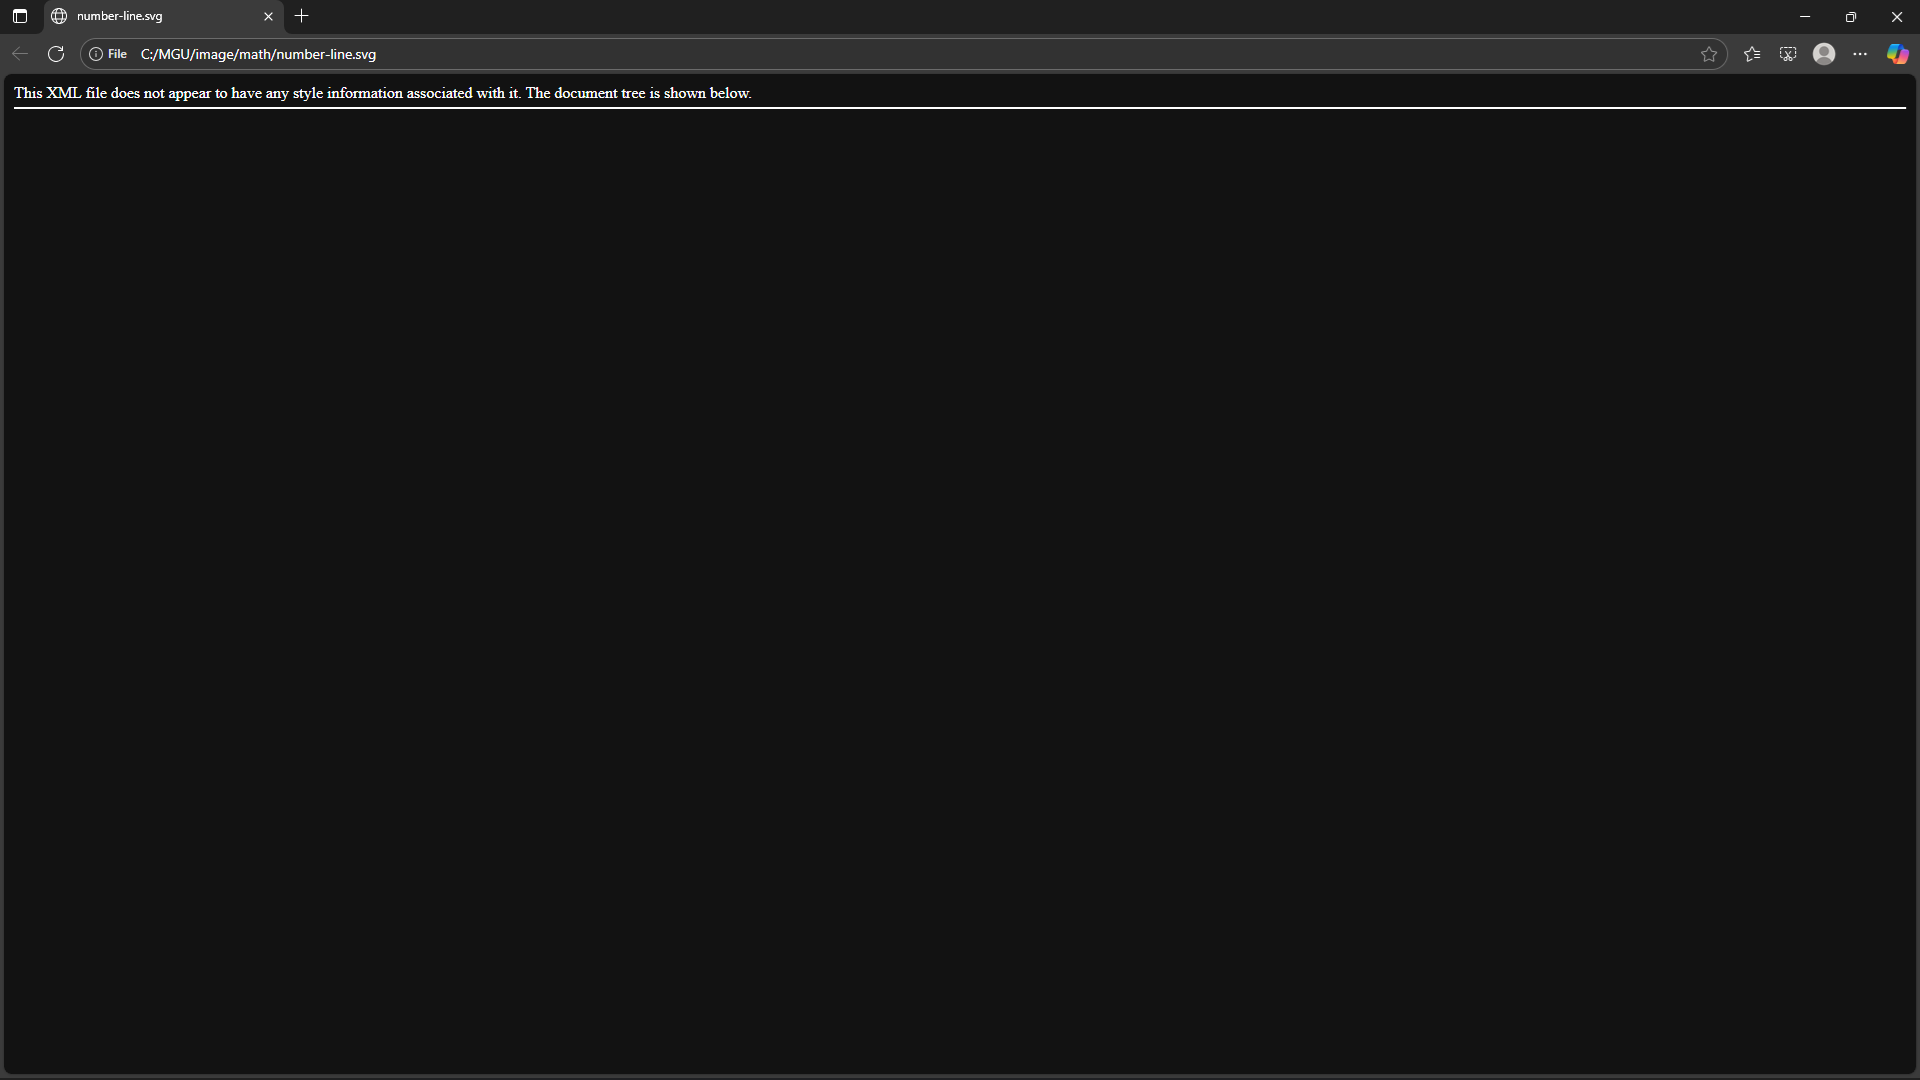 number-line.svg
File C:/MGU/image/math/number-line.svg
This XML file does not appear to have any style information associated with it. The document tree is shown below.